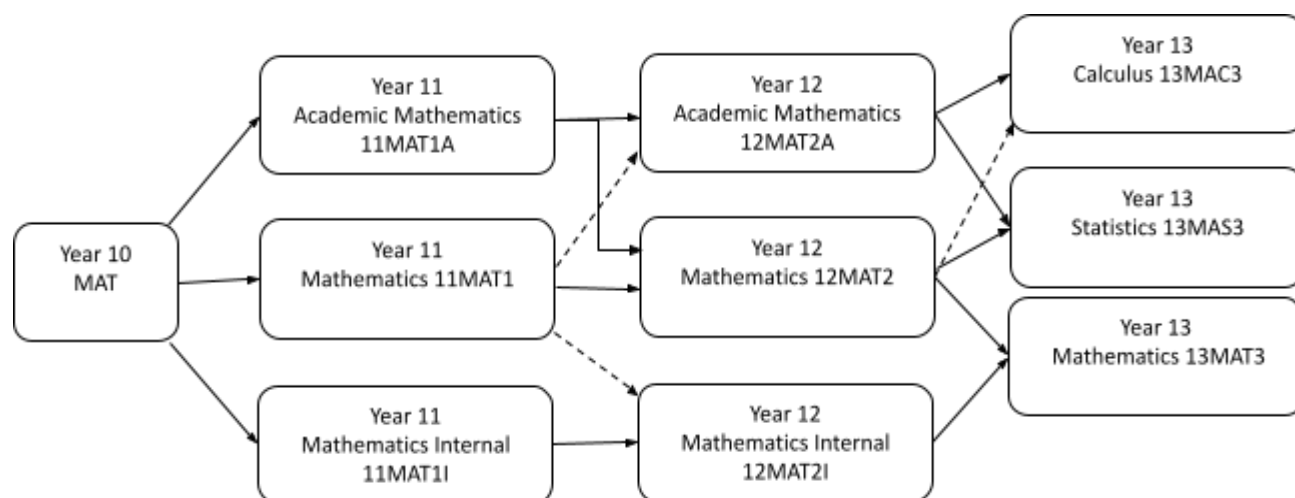 Year 10
MAT
Year 11
Academic Mathematics
11MAT1A
Year 11
Mathematics 11MAT1
Year 11
Mathematics Internal
11MAT1I
Year 12
Academic Mathematics
12MAT2A
Year 12
Mathematics 12MAT2
Year 12
Mathematics Internal
12MAT2I
Year 13
Calculus 13MAC3
Year 13
Statistics 13MAS3
Year 13
Mathematics 13MAT3